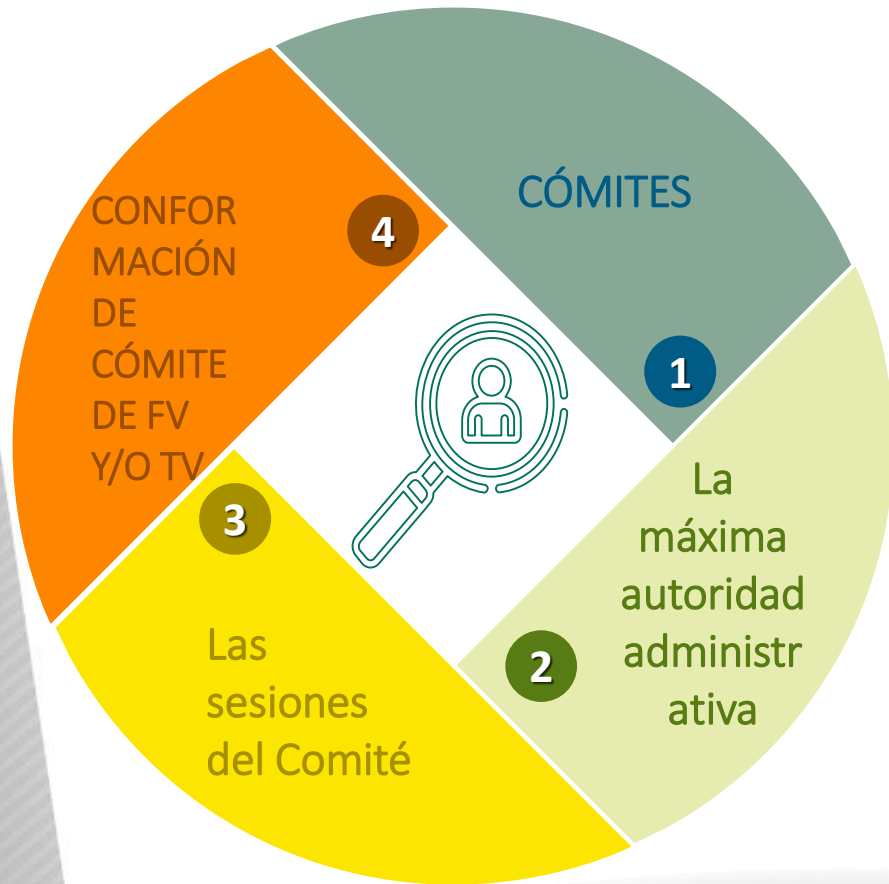 CÓMITES
1
La
máxima
autoridad
administr
ativa
2
3
Las
sesiones
del Comité
4
CONFOR
MACIÓN
DE
CÓMITE
DE FV
Y/O TV